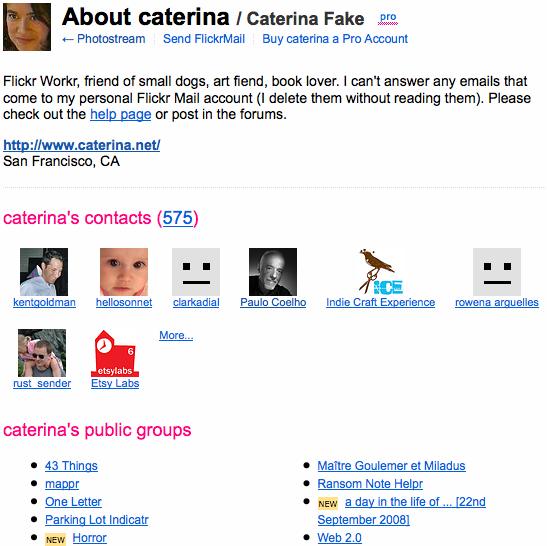 About caterina / Caterina Fake pro
← Photostream Send FlickrMail Buy caterina a Pro Account
Flickr Workr, friend of small dogs, art fiend, book lover. I can't answer any emails that
come to my personal Flickr Mail account (I delete them without reading them). Please
check out the help page or post in the forums.
http://www.caterina.net/
San Francisco, CA
caterina's contacts (575)
ICE
kentgoldman hellosonnet clarkadial Paulo Coelho Indie Craft Experience rowena arguelles
6
etsylabs
More...
rust_sender Etsy Labs
caterina's public groups
43 Things
mappr
One Letter
Parking Lot Indicatr
NEW Horror
Maître Goulemer et Miladus
Ransom Note Helpr
NEW a day in the life of ... [22nd
September 2008]
Web 2.0